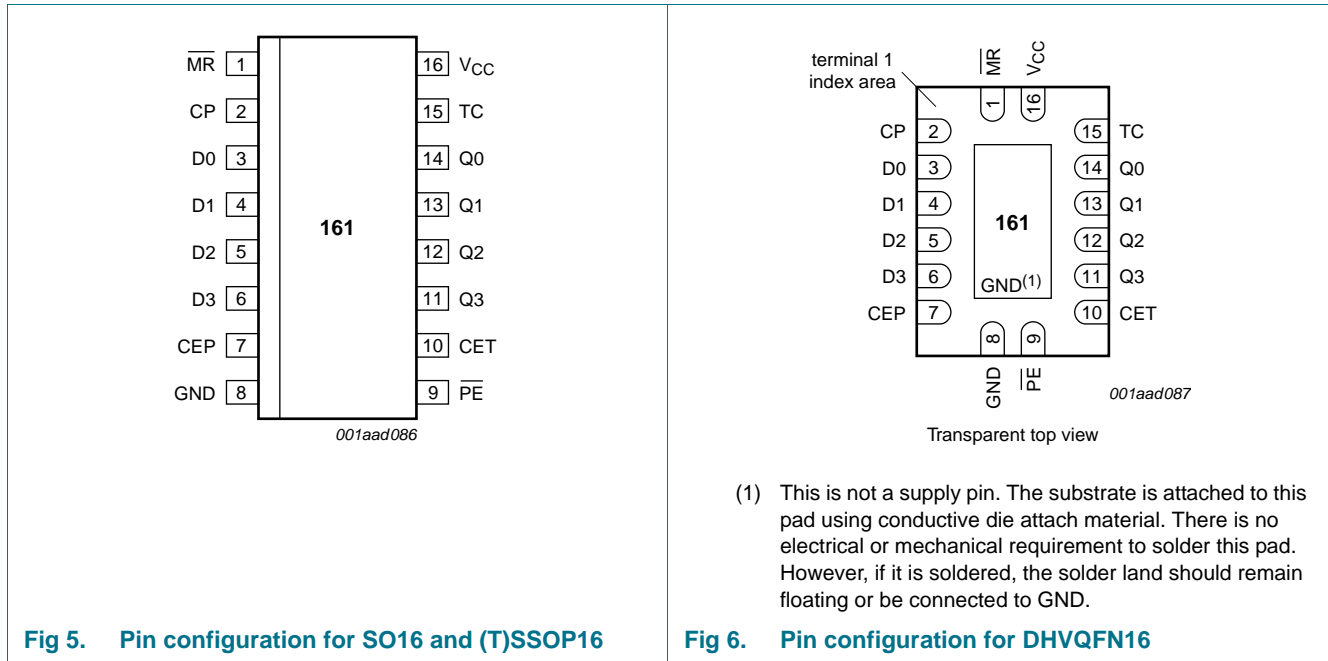 MR 1 16 VCC
CP 2 15 TC
D0 3 14 Q0
D1 4 13 Q1
161
D2 5 12 Q2
D3 6 11 Q3
CEP 7 10 CET
GND 8 9 PE
001aad086
Fig 5. Pin configuration for SO16 and (T)SSOP16
terminal 1
index area
MR VCC
1 16
CP 2 15 TC
D0 3 14 Q0
D1 4 13 Q1
161
D2 5 12 Q2
D3 6 11 Q3
GND(1)
CEP 7 10 CET
8 9
GND PE
001aad087
Transparent top view
(1) This is not a supply pin. The substrate is attached to this
pad using conductive die attach material. There is no
electrical or mechanical requirement to solder this pad.
However, if it is soldered, the solder land should remain
floating or be connected to GND.
Fig 6. Pin configuration for DHVQFN16